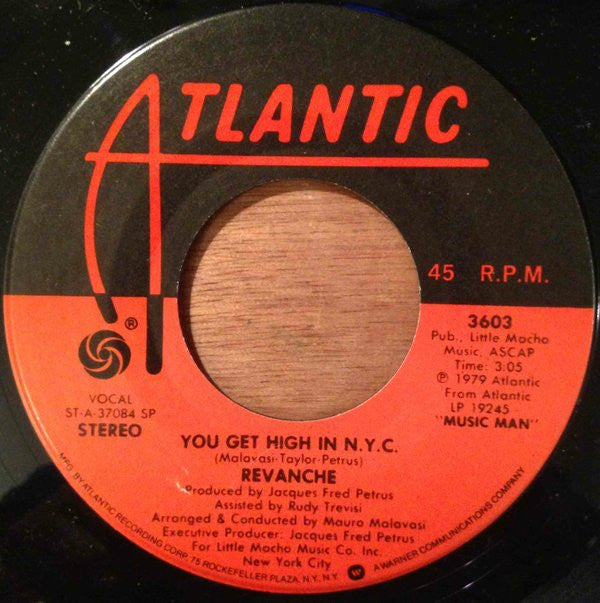 ATLANTIC
45 R.P.M.
®
3603
Pub., Little Macho
Music, ASCAP
Time: 3:05
℗ 1979 Atlantic
From Atlantic
LP 19245
"MUSIC MAN"
VOCAL
ST-A-37084 SP
STEREO
YOU GET HIGH IN N.Y.C.
(Malavasi-Taylor-Petrus)
REVANCHE
Produced by Jacques Fred Petrus
Assisted by Rudy Trevisi
Arranged & Conducted by Mauro Malavasi
Executive Producer: Jacques Fred Petrus
For Little Macho Music Co. Inc.
New York City
MFG. BY ATLANTIC RECORDING CORP. 75 ROCKEFELLER PLAZA, N.Y. N.Y. A WARNER COMMUNICATIONS COMPANY